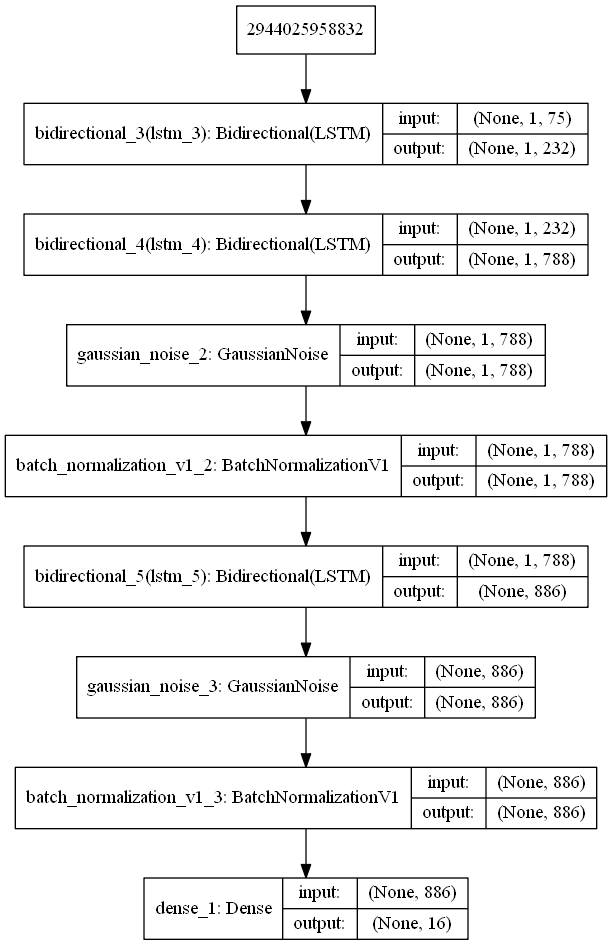 2944025958832
bidirectional_3(lstm_3): Bidirectional(LSTM)
input: (None, 1, 75)
output: (None, 1, 232)
bidirectional_4(lstm_4): Bidirectional(LSTM)
input: (None, 1, 232)
output: (None, 1, 788)
gaussian_noise_2: GaussianNoise
input: (None, 1, 788)
output: (None, 1, 788)
batch_normalization_v1_2: BatchNormalizationV1
input: (None, 1, 788)
output: (None, 1, 788)
bidirectional_5(lstm_5): Bidirectional(LSTM)
input: (None, 1, 788)
output: (None, 886)
gaussian_noise_3: GaussianNoise
input: (None, 886)
output: (None, 886)
batch_normalization_v1_3: BatchNormalizationV1
input: (None, 886)
output: (None, 886)
dense_1: Dense
input: (None, 886)
output: (None, 16)